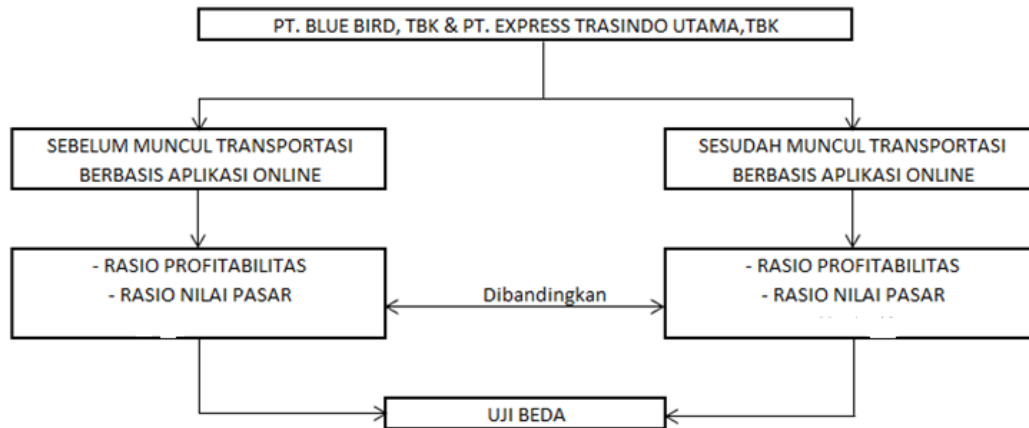 PT. BLUE BIRD, TBK & PT. EXPRESS TRASINDO UTAMA,TBK
SEBELUM MUNCUL TRANSPORTASI
BERBASIS APLIKASI ONLINE
SESUDAH MUNCUL TRANSPORTASI
BERBASIS APLIKASI ONLINE
- RASIO PROFITABILITAS
- RASIO NILAI PASAR
Dibandingkan
- RASIO PROFITABILITAS
- RASIO NILAI PASAR
UJI BEDA